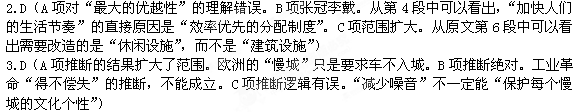 2.D(A项对“最大的优越性”的理解错误。B项张冠李戴。从第4段中可以看出,“加快人们
的生活节奏”的直接原因是“效率优先的分配制度”。C项范围扩大。从原文第6段中可以看
出需要改造的是“休闲设施”,而不是“建筑设施”)
3.D(A项推断的结果扩大了范围。欧洲的“慢城”只是要求车不入城。B项推断绝对。工业革
命“得不偿失”的推断,不能成立。C项推断逻辑有误。“减少噪音”不一定能“保护每个慢
城的文化个性”)